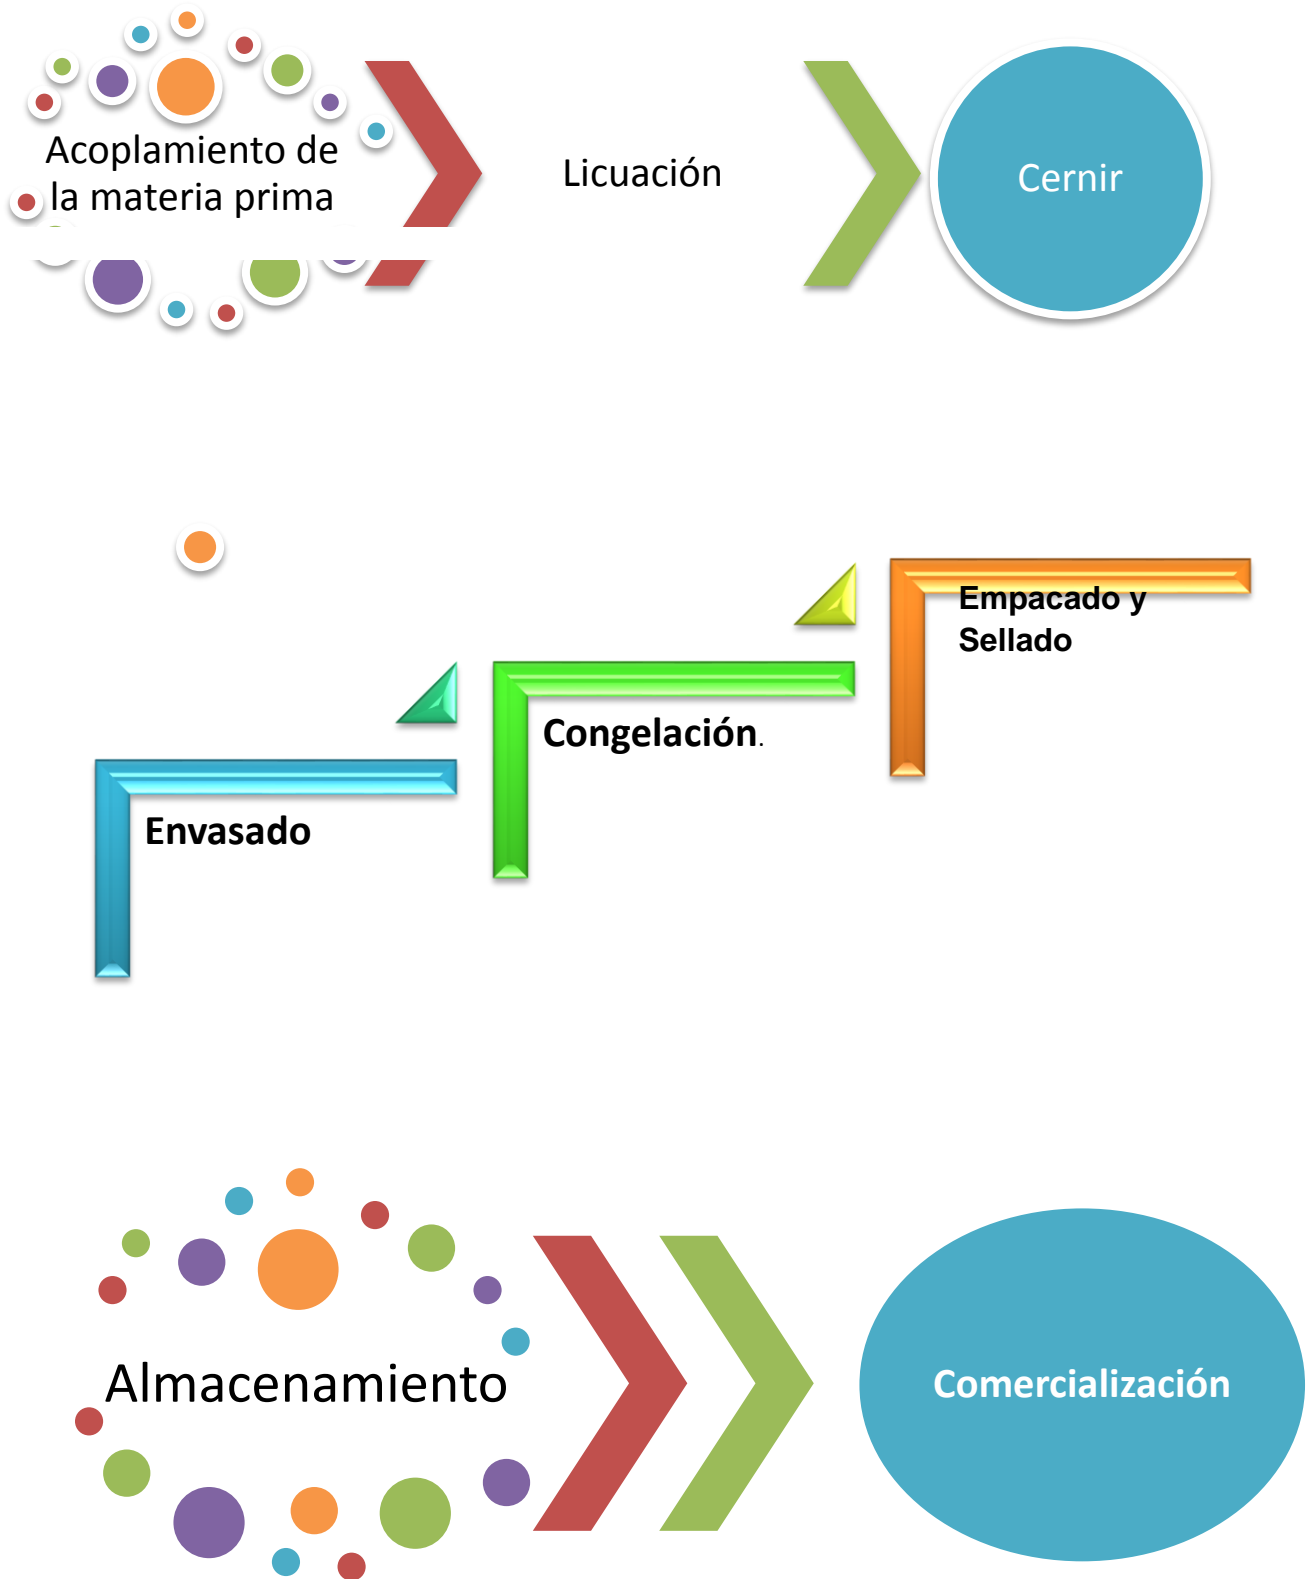 Acoplamiento de
la materia prima
Licuación
Cernir
Empacado y
Sellado
Congelación.
Envasado
Almacenamiento
Comercialización